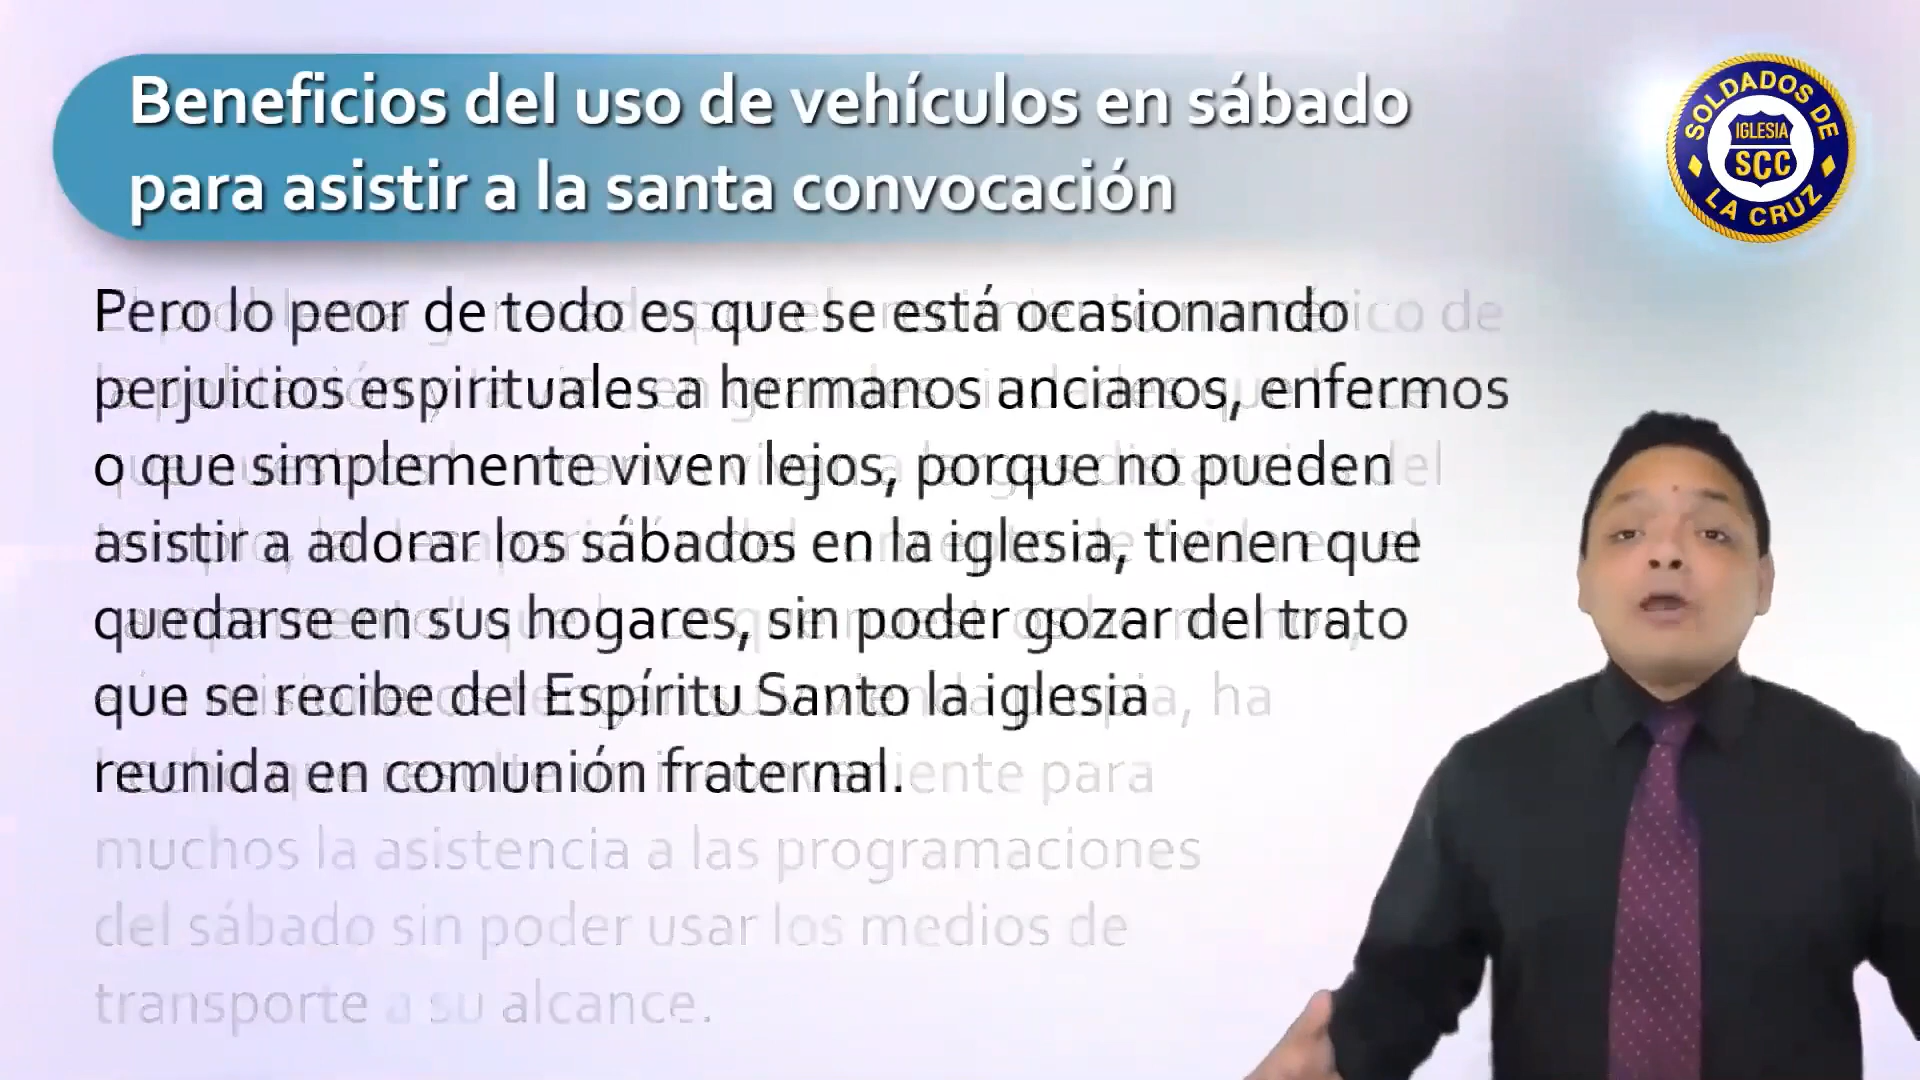 Beneficios del uso de vehículos en sábado
para asistir a la santa convocación
SOLDADOS DE
IGLESIA
SCC
LA CRUZ
Pero lo peor de todo es que se está ocasionando
perjuicios espirituales a hermanos ancianos, enfermos
o que simplemente viven lejos, porque no pueden
asistir a adorar los sábados en la iglesia, tienen que
quedarse en sus hogares, sin poder gozar del trato
que se recibe del Espíritu Santo la iglesia
reunida en comunión fraternal.
muchos la asistencia a las programaciones
del sábado sin poder usar los medios de
transporte a su alcance.